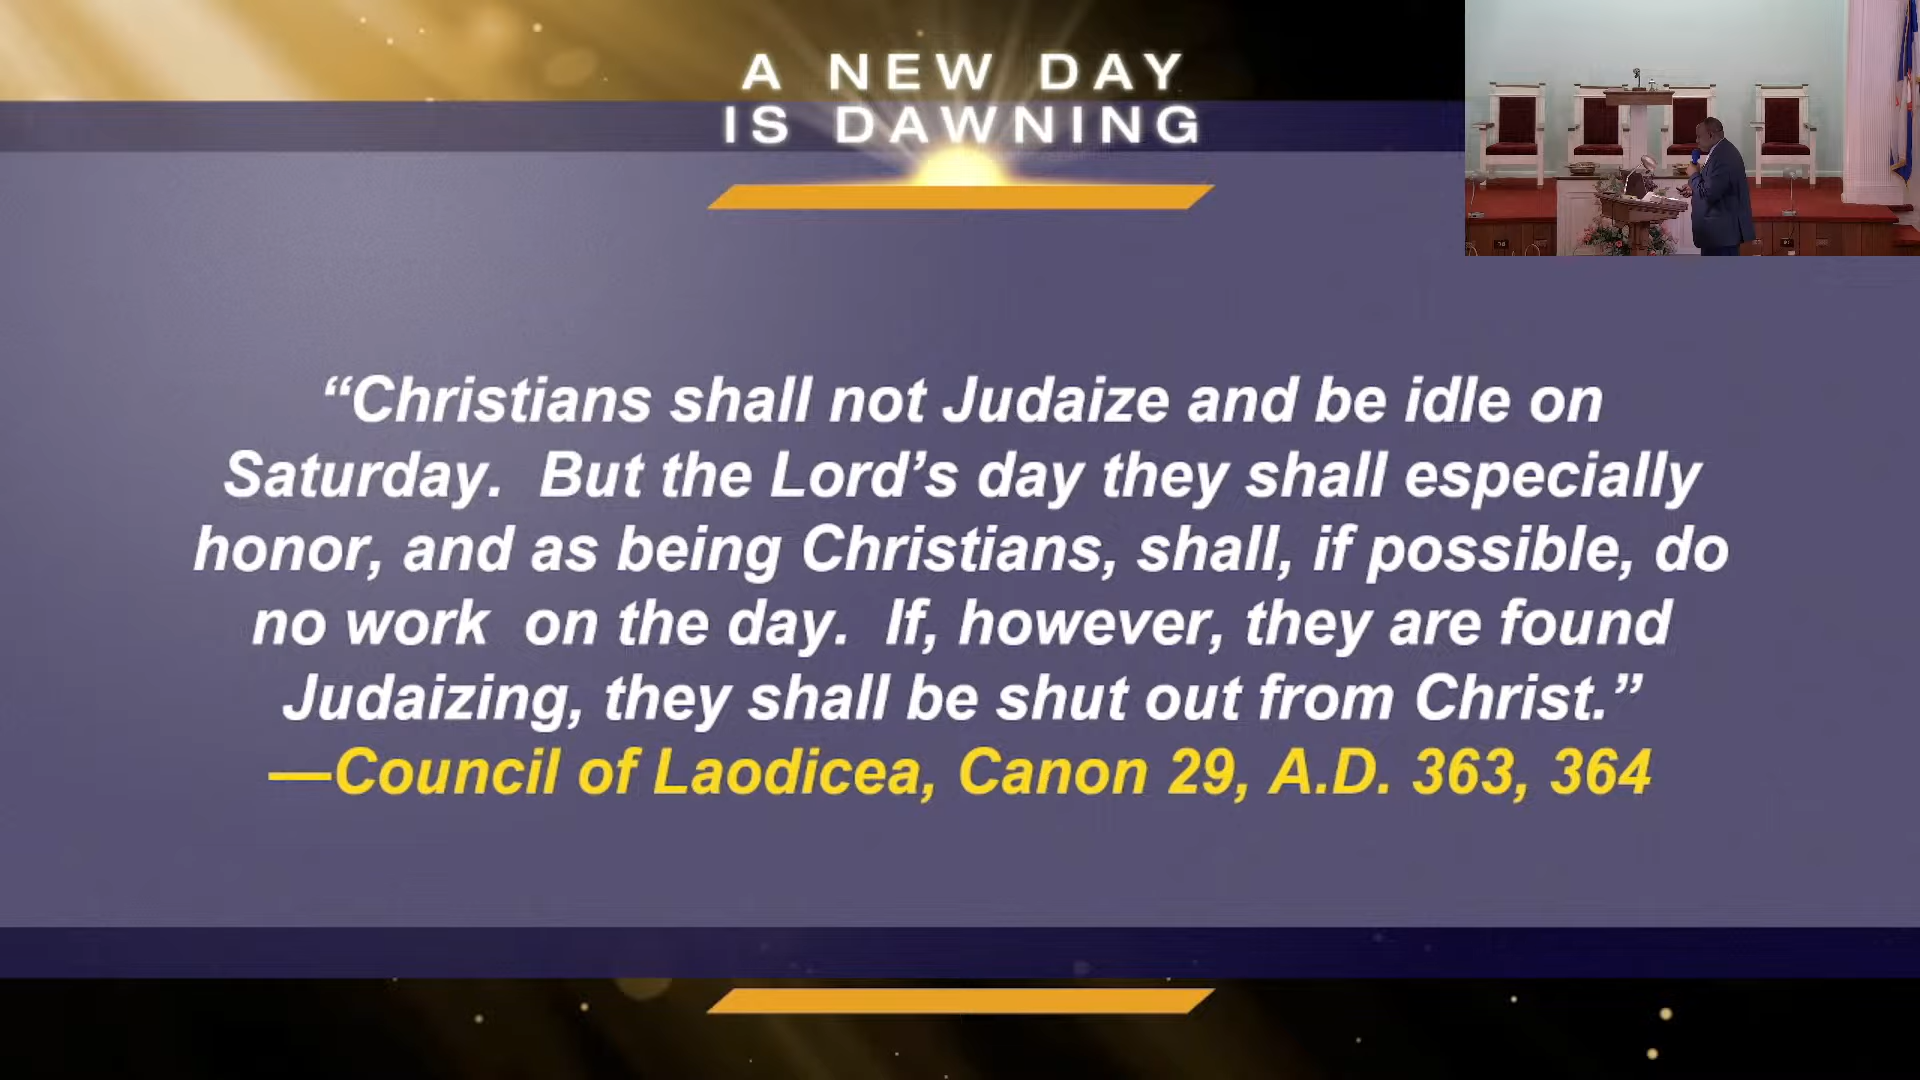 A NEW DAY
IS DAWNING
“Christians shall not Judaize and be idle on
Saturday.  But the Lord’s day they shall especially
honor, and as being Christians, shall, if possible, do
no work  on the day.  If, however, they are found
Judaizing, they shall be shut out from Christ.”
—Council of Laodicea, Canon 29, A.D. 363, 364